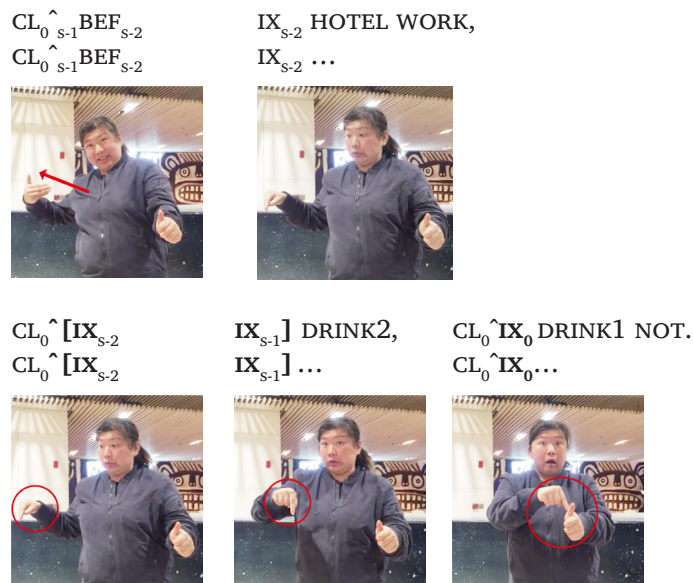 CL₀^ₛ₋₁BEFₛ₋₂ IXₛ₋₂ HOTEL WORK,
CL₀^ₛ₋₁BEFₛ₋₂ IXₛ₋₂ …
CL₀^[IXₛ₋₂ IXₛ₋₁] DRINK2, CL₀^IX₀ DRINK1 NOT.
CL₀^[IXₛ₋₂ IXₛ₋₁] … CL₀^IX₀…